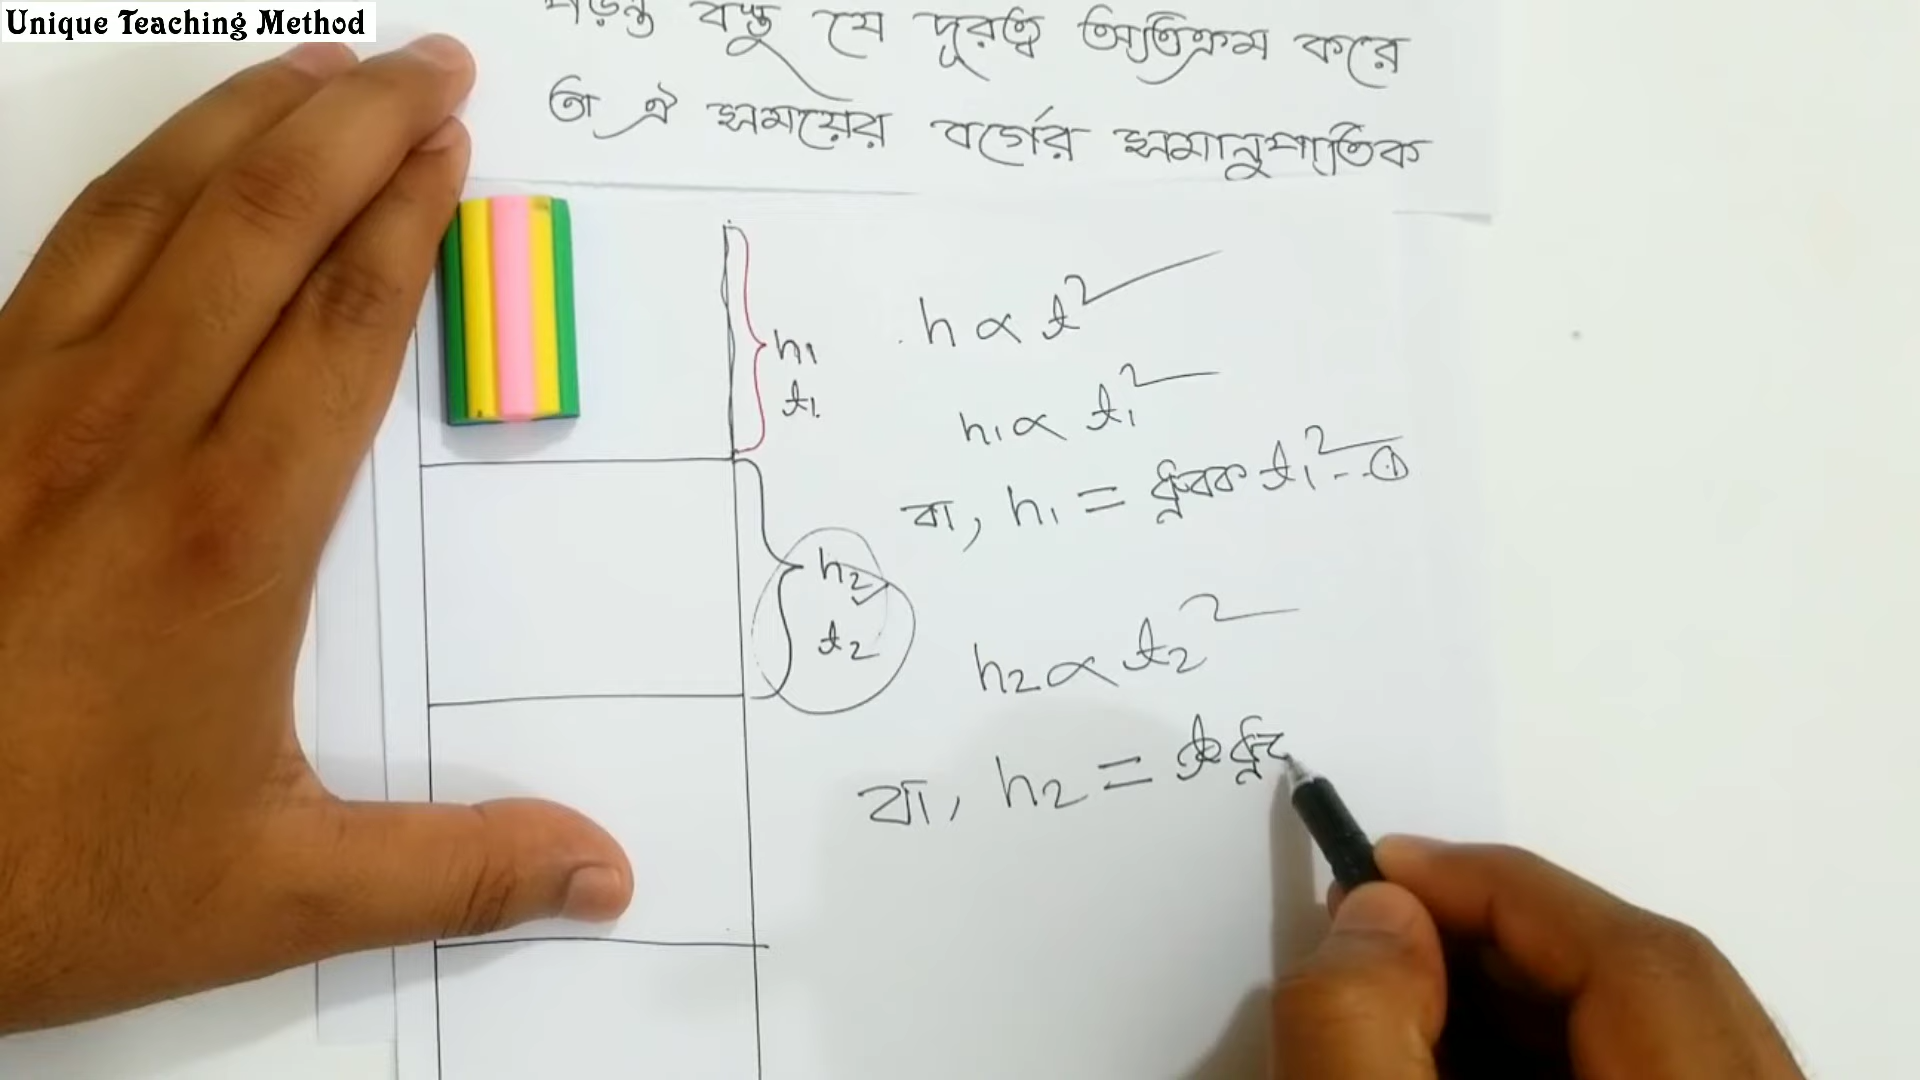 Unique Teaching Method
পড়ন্ত বস্তু যে দূরত্ব অতিক্রম করে
তা ঐ সময়ের বর্গের সমানুপাতিক
h₁
t₁
h ∝ t²
h₁ ∝ t₁²
বা, h₁ = ধ্রুবক t₁² -- ①
h₂
t₂
h₂ ∝ t₂²
বা, h₂ =